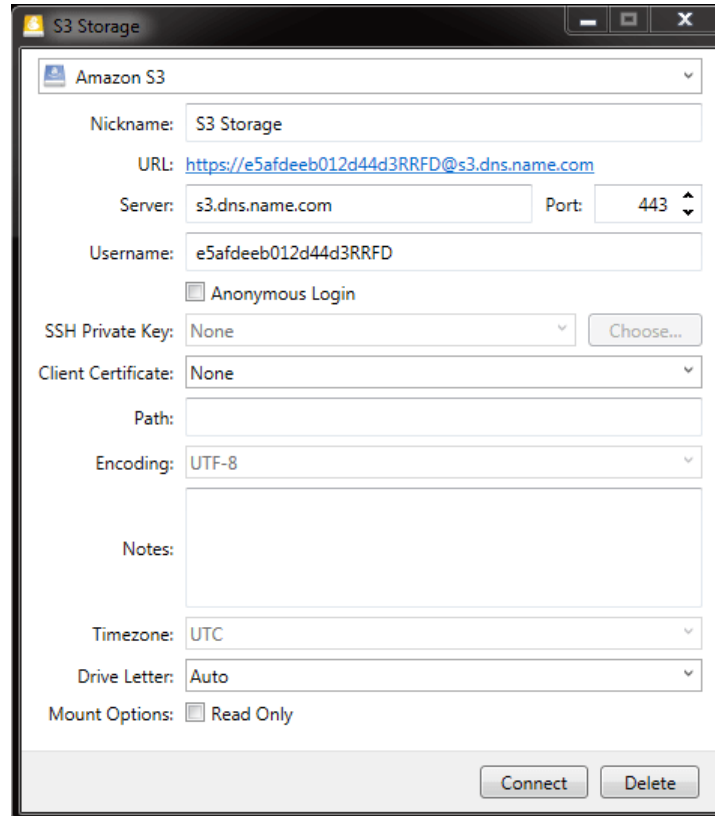 S3 Storage
Amazon S3
Nickname: S3 Storage
URL: https://e5afdeeb012d44d3RRFD@s3.dns.name.com
Server: s3.dns.name.com Port: 443
Username: e5afdeeb012d44d3RRFD
Anonymous Login
SSH Private Key: None Choose...
Client Certificate: None
Path:
Encoding: UTF-8
Notes:
Timezone: UTC
Drive Letter: Auto
Mount Options: Read Only
Connect Delete